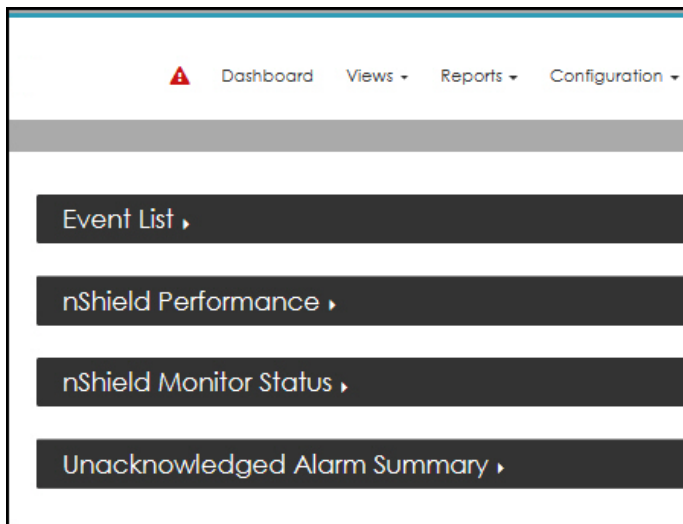 Dashboard Views Reports Configuration
Event List
nShield Performance
nShield Monitor Status
Unacknowledged Alarm Summary